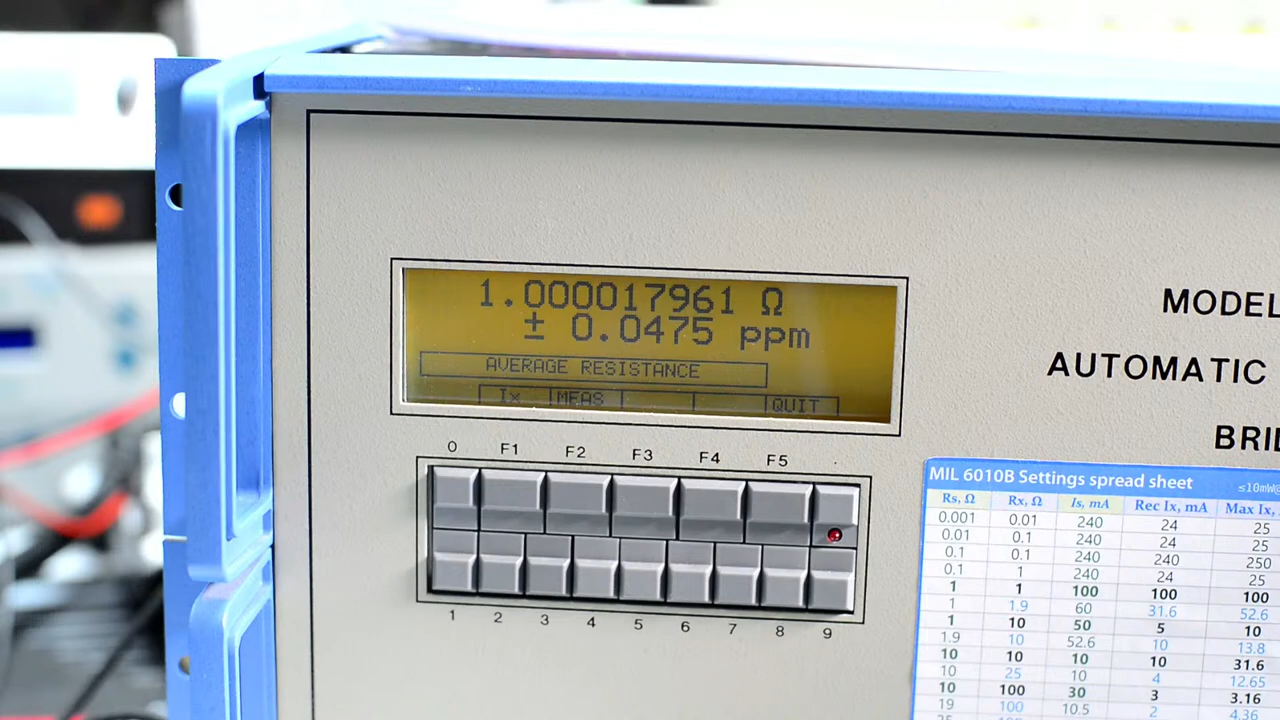 1.000017961 Ω
± 0.0475 ppm
AVERAGE RESISTANCE
Ix MEAS QUIT
0 F1 F2 F3 F4 F5 .
1 2 3 4 5 6 7 8 9
MODEL
AUTOMATIC
MIL 6010B Settings spread sheet
Rs, Ω Rx, Ω Is, mA Rec Ix, mA Max Ix,
0.001 0.01 240 24 25
0.01 0.1 240 24 25
0.1 0.1 240 240 250
0.1 1 240 24 25
1 1 100 100 100
1 1.9 60 31.6 52.6
1 10 50 5 10
1.9 10 52.6 10 13.8
10 10 10 10 31.6
10 25 10 4 12.65
10 100 30 3 3.16
19 100 10.5 2 4.36